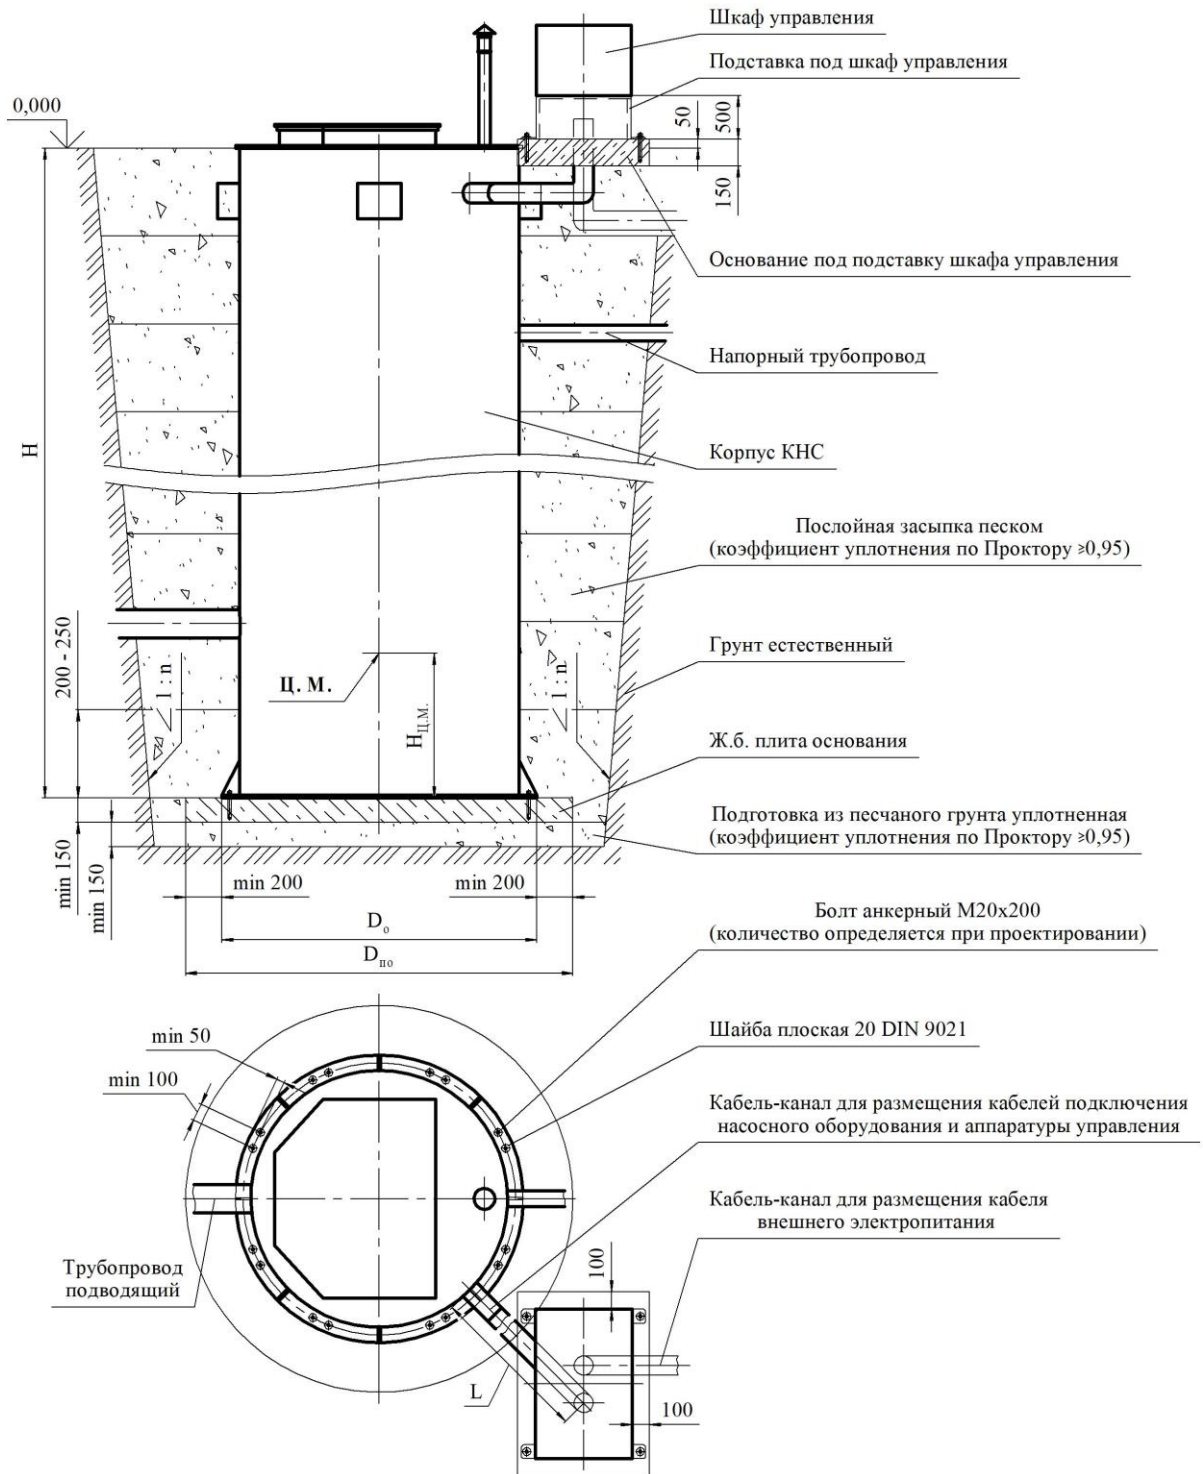 Шкаф управления
Подставка под шкаф управления
0,000
50
500
150
Основание под подставку шкафа управления
Напорный трубопровод
Корпус КНС
H
Послойная засыпка песком
(коэффициент уплотнения по Проктору ≥0,95)
Грунт естественный
200 - 250
1 : n
Ц. М.
1 : n
Hц.м.
Ж.б. плита основания
Подготовка из песчаного грунта уплотненная
(коэффициент уплотнения по Проктору ≥0,95)
min 150
min 150
min 200
min 200
Dо
Dпо
Болт анкерный М20х200
(количество определяется при проектировании)
min 50
Шайба плоская 20 DIN 9021
min 100
Кабель-канал для размещения кабелей подключения
насосного оборудования и аппаратуры управления
Кабель-канал для размещения кабеля
внешнего электропитания
Трубопровод
подводящий
100
L
100